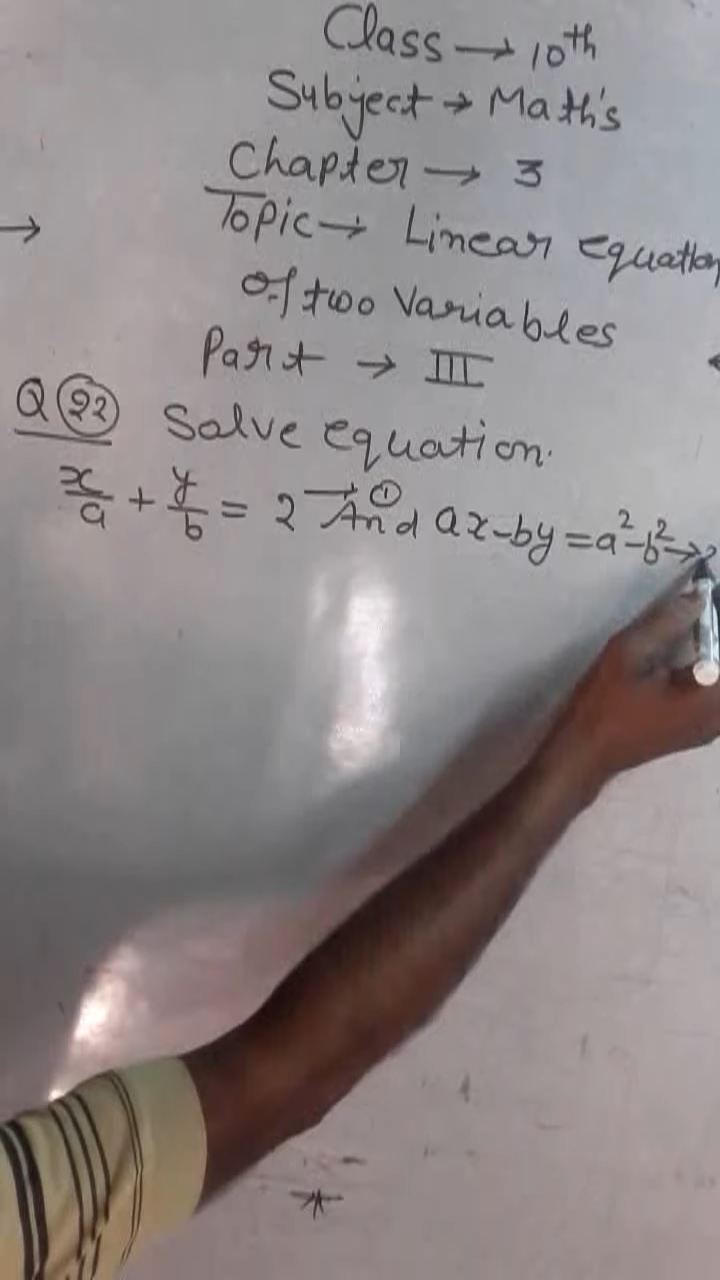 Class → 10th
Subject → Math's
Chapter → 3
→ Topic → Linear equation
of two Variables
Part → III
Q 22 Solve equation.
x/a + y/b = 2 → ① And ax - by = a² - b² →